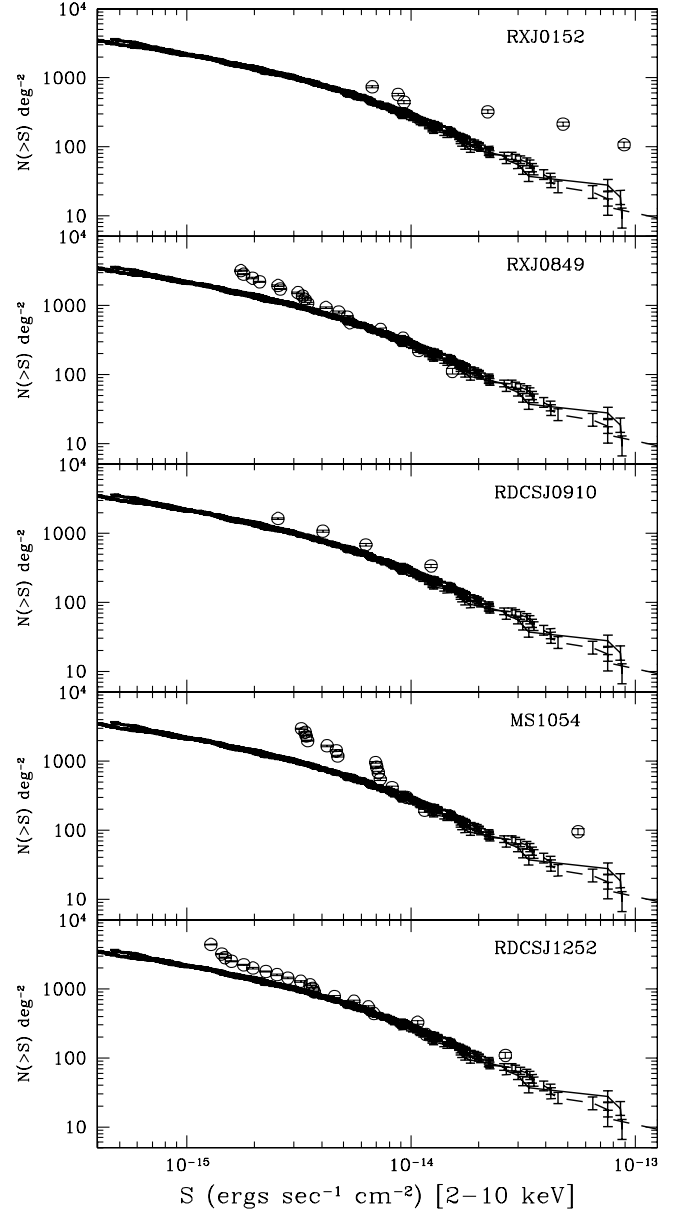 10⁴
RXJ0152
1000
100
10
N(>S) deg⁻²
10⁴
RXJ0849
1000
100
10
N(>S) deg⁻²
10⁴
RDCSJ0910
1000
100
10
N(>S) deg⁻²
10⁴
MS1054
1000
100
10
N(>S) deg⁻²
10⁴
RDCSJ1252
1000
100
10
N(>S) deg⁻²
10⁻¹⁵ 10⁻¹⁴ 10⁻¹³
S (ergs sec⁻¹ cm⁻²) [2−10 keV]